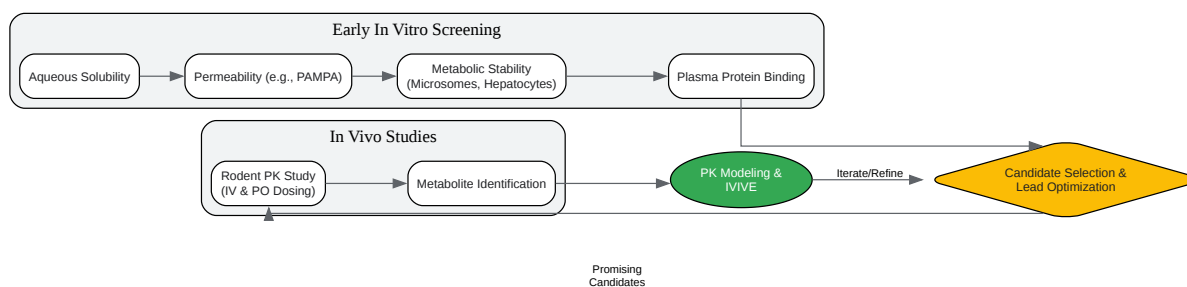 Early In Vitro Screening
Aqueous Solubility
Permeability (e.g., PAMPA)
Metabolic Stability
(Microsomes, Hepatocytes)
Plasma Protein Binding
In Vivo Studies
Rodent PK Study
(IV & PO Dosing)
Metabolite Identification
PK Modeling &
IVIVE
Iterate/Refine
Candidate Selection &
Lead Optimization
Promising
Candidates